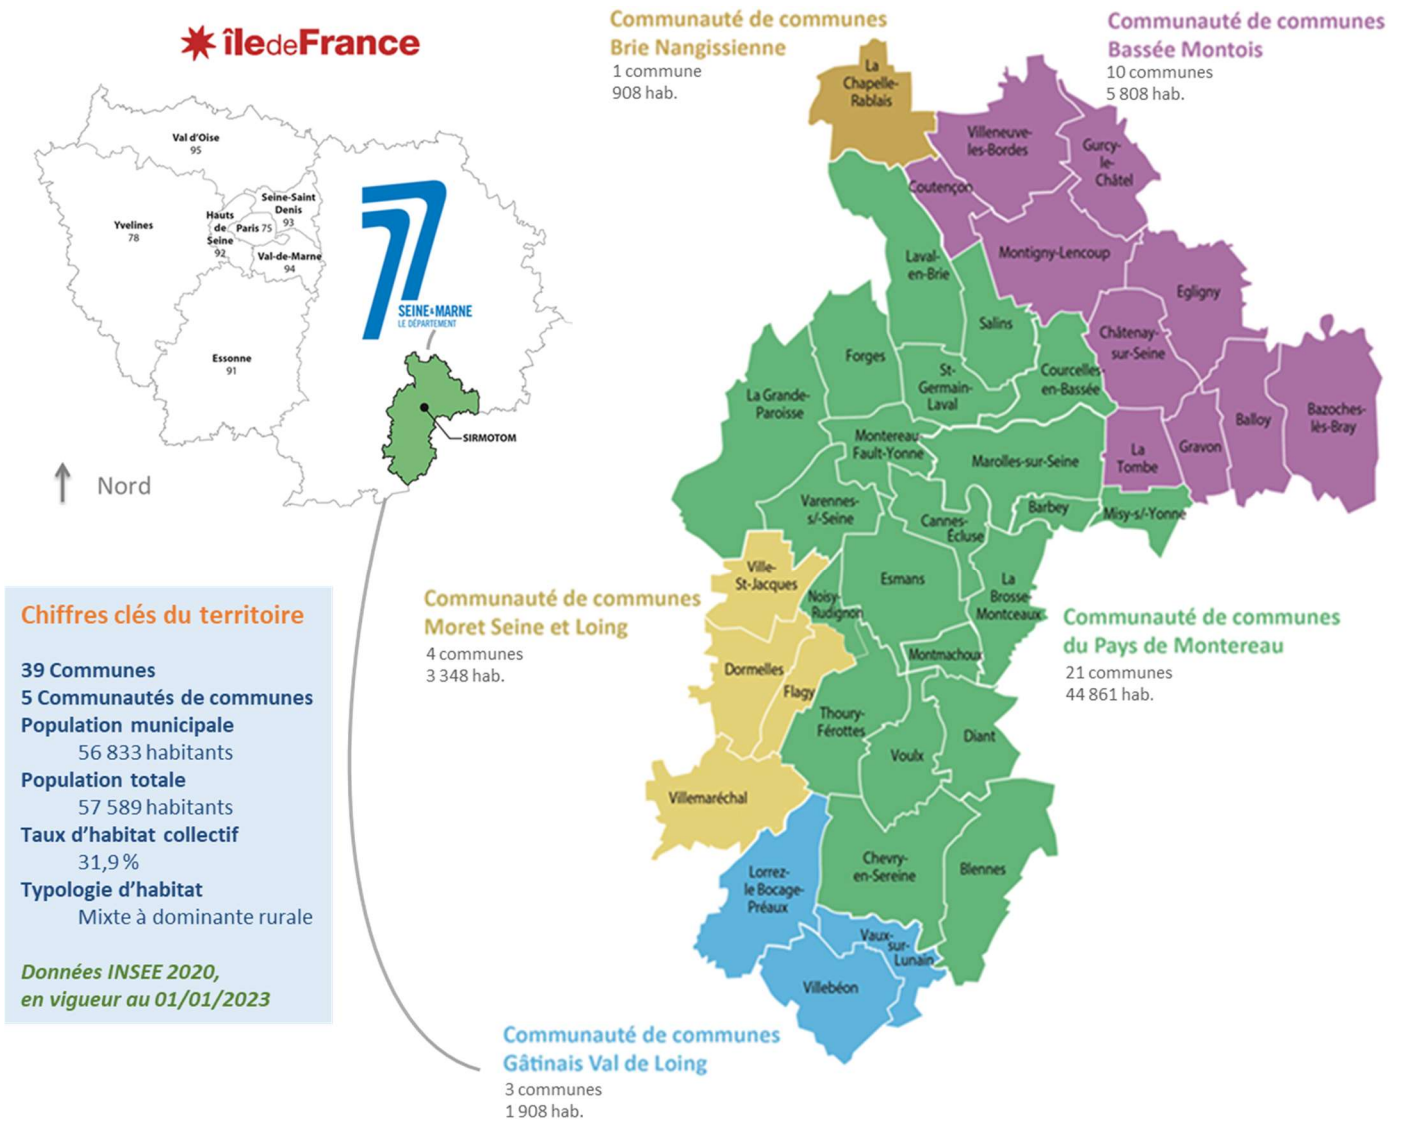 îledeFrance
Val d'Oise
95
Yvelines
78
Hauts
de
Seine
92
Paris 75
Seine-Saint
Denis
93
Val-de-Marne
94
Essonne
91
77
SEINE&MARNE
LE DÉPARTEMENT
SIRMOTOM
Nord
Chiffres clés du territoire
39 Communes
5 Communautés de communes
Population municipale
56 833 habitants
Population totale
57 589 habitants
Taux d'habitat collectif
31,9 %
Typologie d'habitat
Mixte à dominante rurale
Données INSEE 2020,
en vigueur au 01/01/2023
Communauté de communes
Brie Nangissienne
1 commune
908 hab.
Communauté de communes
Bassée Montois
10 communes
5 808 hab.
La
Chapelle-
Rablais
Villeneuve-
les-Bordes
Gurcy-
le-
Châtel
Coutençon
Montigny-Lencoup
Laval-
en-Brie
Egligny
Salins
Châtenay-
sur-Seine
Forges
St-
Germain-
Laval
Courcelles-
en-Bassée
La Grande-
Paroisse
Balloy
Bazoches-
lès-Bray
Montereau
Fault-Yonne
Marolles-sur-Seine
La
Tombe
Gravon
Varennes-
s/-Seine
Cannes-
Écluse
Barbey
Misy-s/-Yonne
Ville-
St-Jacques
Noisy-
Rudignon
Esmans
La
Brosse-
Montceaux
Communauté de communes
Moret Seine et Loing
4 communes
3 348 hab.
Communauté de communes
du Pays de Montereau
21 communes
44 861 hab.
Dormelles
Flagy
Montmachoux
Thoury-
Férottes
Voulx
Diant
Villemaréchal
Lorrez-
le Bocage-
Préaux
Chevry-
en-Sereine
Blennes
Vaux-
sur-
Lunain
Villebéon
Communauté de communes
Gâtinais Val de Loing
3 communes
1 908 hab.